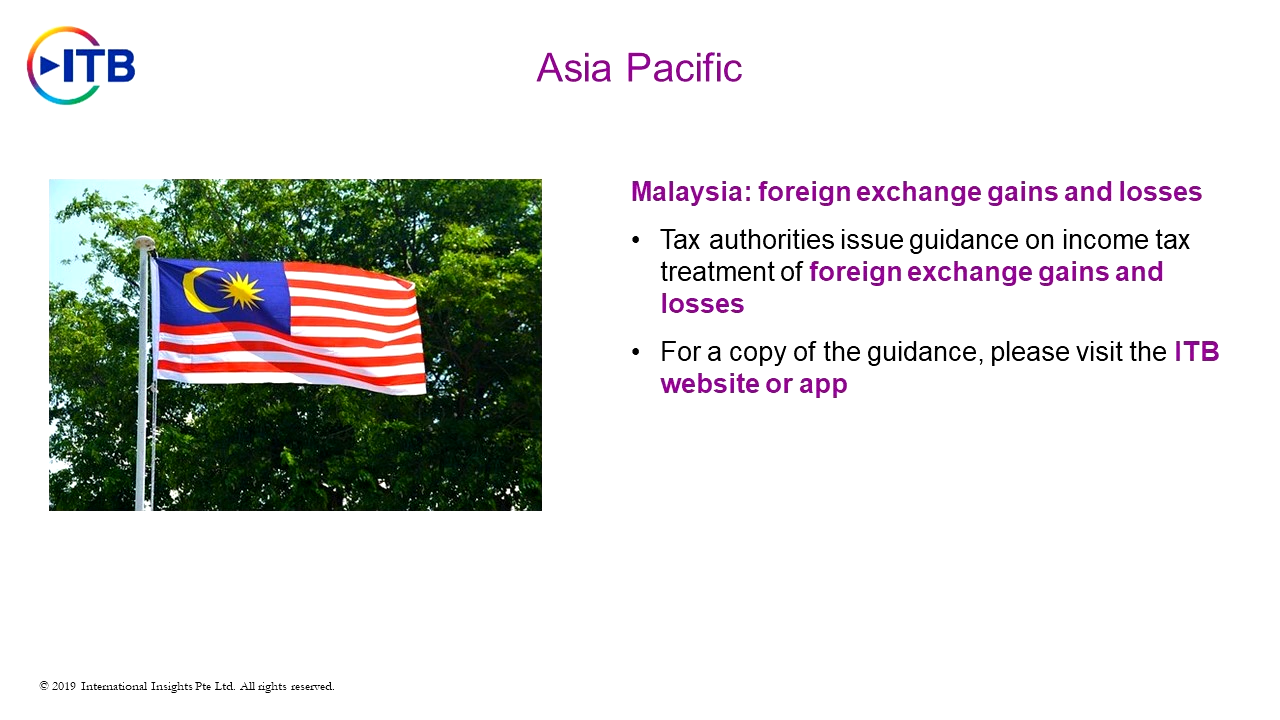 ITB
Asia Pacific
Malaysia: foreign exchange gains and losses
• Tax authorities issue guidance on income tax
treatment of foreign exchange gains and
losses
• For a copy of the guidance, please visit the ITB
website or app
© 2019 International Insights Pte Ltd. All rights reserved.